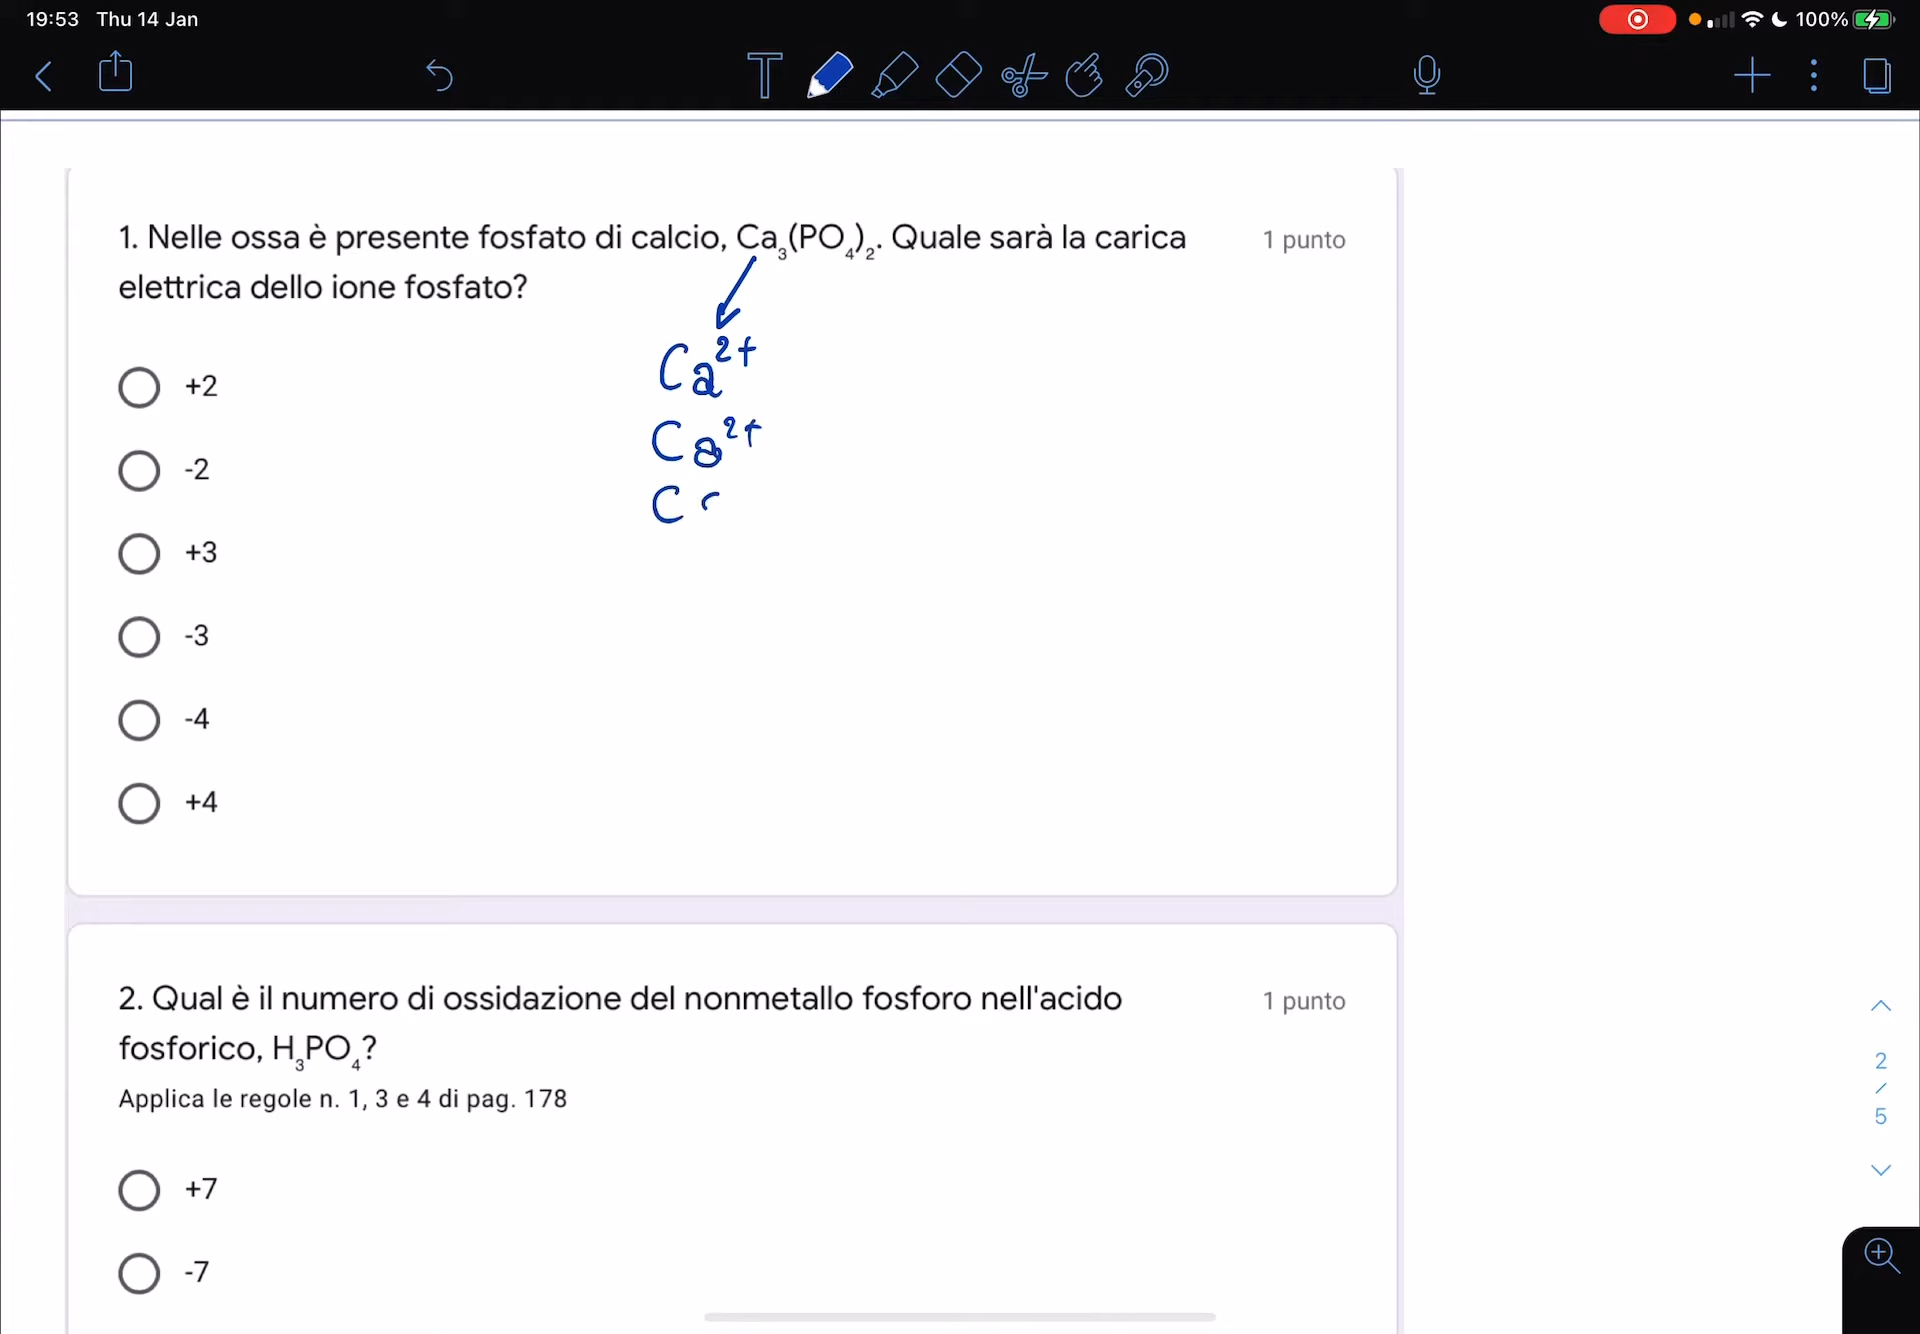 19:53 Thu 14 Jan
100%
1. Nelle ossa è presente fosfato di calcio, Ca₃(PO₄)₂. Quale sarà la carica
elettrica dello ione fosfato?
1 punto
Ca²⁺
Ca²⁺
C
+2
-2
+3
-3
-4
+4
2. Qual è il numero di ossidazione del nonmetallo fosforo nell'acido
fosforico, H₃PO₄?
1 punto
Applica le regole n. 1, 3 e 4 di pag. 178
+7
-7
2
/
5